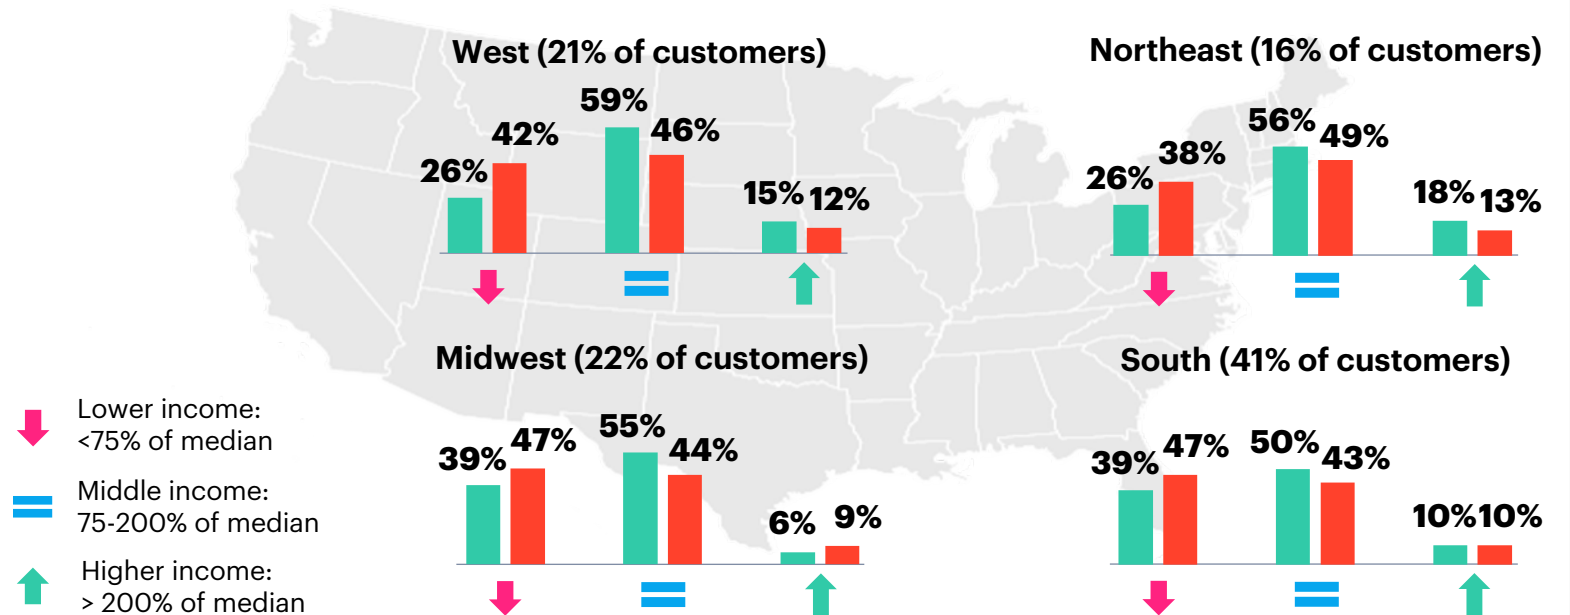 West (21% of customers)
26% 42% 59% 46% 15% 12%
Northeast (16% of customers)
26% 38% 56% 49% 18% 13%
Midwest (22% of customers)
39% 47% 55% 44% 6% 9%
South (41% of customers)
39% 47% 50% 43% 10% 10%
Lower income:
<75% of median
Middle income:
75-200% of median
Higher income:
> 200% of median